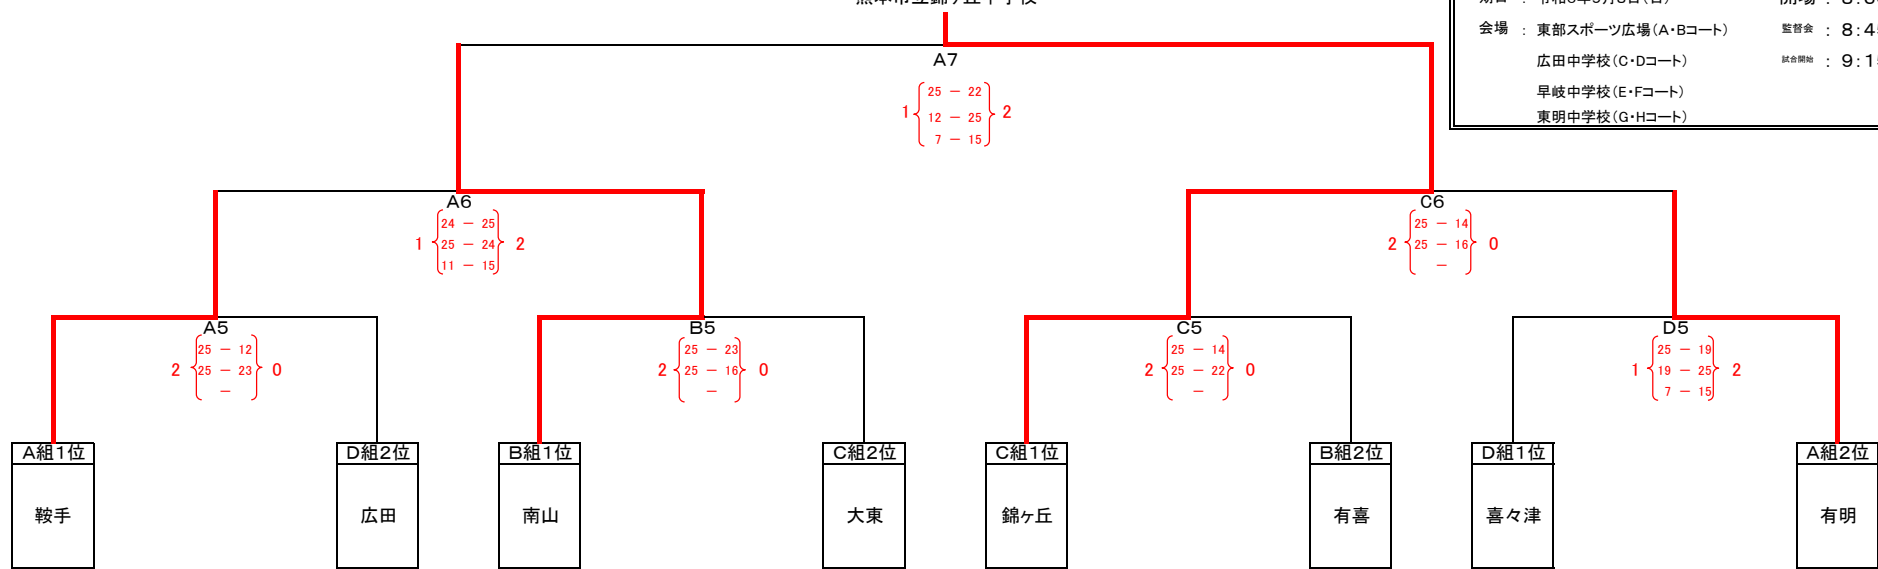 会場 : 東部スポーツ広場(A・Bコート) 監督会 : 8:45
広田中学校(C・Dコート) 試合開始 : 9:15
早岐中学校(E・Fコート)
東明中学校(G・Hコート)
A7
25 - 22
1 12 - 25 2
7 - 15
A6
24 - 25
1 25 - 24 2
11 - 15
C6
25 - 14
2 25 - 16 0
-
A5
25 - 12
2 25 - 23 0
-
B5
25 - 23
2 25 - 16 0
-
C5
25 - 14
2 25 - 22 0
-
D5
25 - 19
1 19 - 25 2
7 - 15
A組1位
鞍手
D組2位
広田
B組1位
南山
C組2位
大東
C組1位
錦ヶ丘
B組2位
有喜
D組1位
喜々津
A組2位
有明